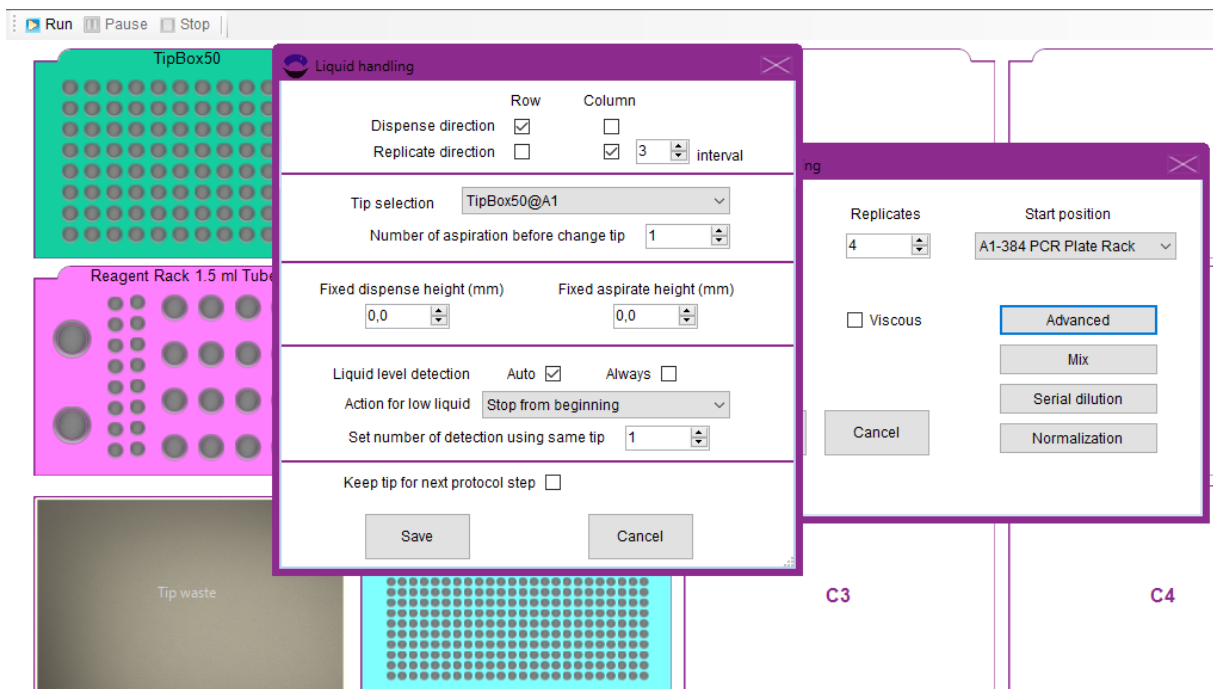 Run Pause Stop
TipBox50
Liquid handling
Row Column
Dispense direction
Replicate direction 3 interval
Tip selection TipBox50@A1
Number of aspiration before change tip 1
Fixed dispense height (mm) Fixed aspirate height (mm)
0,0 0,0
Liquid level detection Auto Always
Action for low liquid Stop from beginning
Set number of detection using same tip 1
Keep tip for next protocol step
Save Cancel
ng
Replicates Start position
4 A1-384 PCR Plate Rack
Viscous Advanced
Mix
Serial dilution
Cancel Normalization
Reagent Rack 1.5 ml Tube
Tip waste
C3 C4